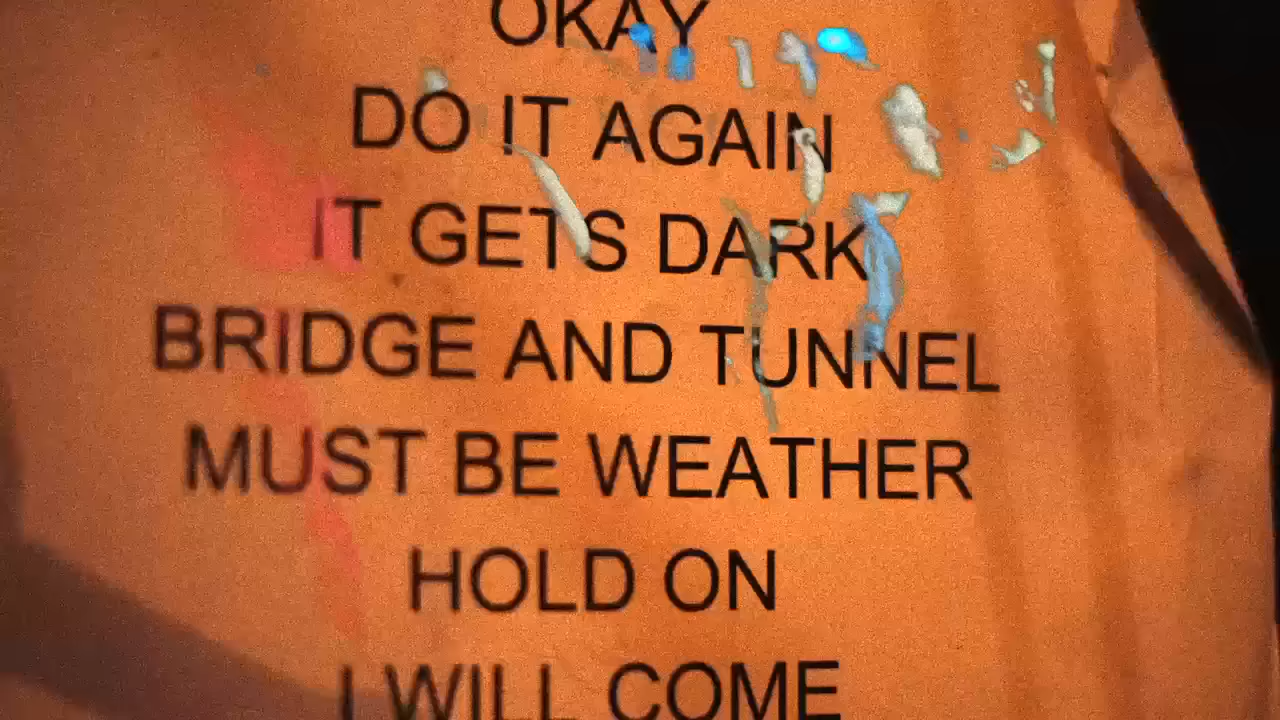 OKAY
DO IT AGAIN
IT GETS DARK
BRIDGE AND TUNNEL
MUST BE WEATHER
HOLD ON
I WILL COME